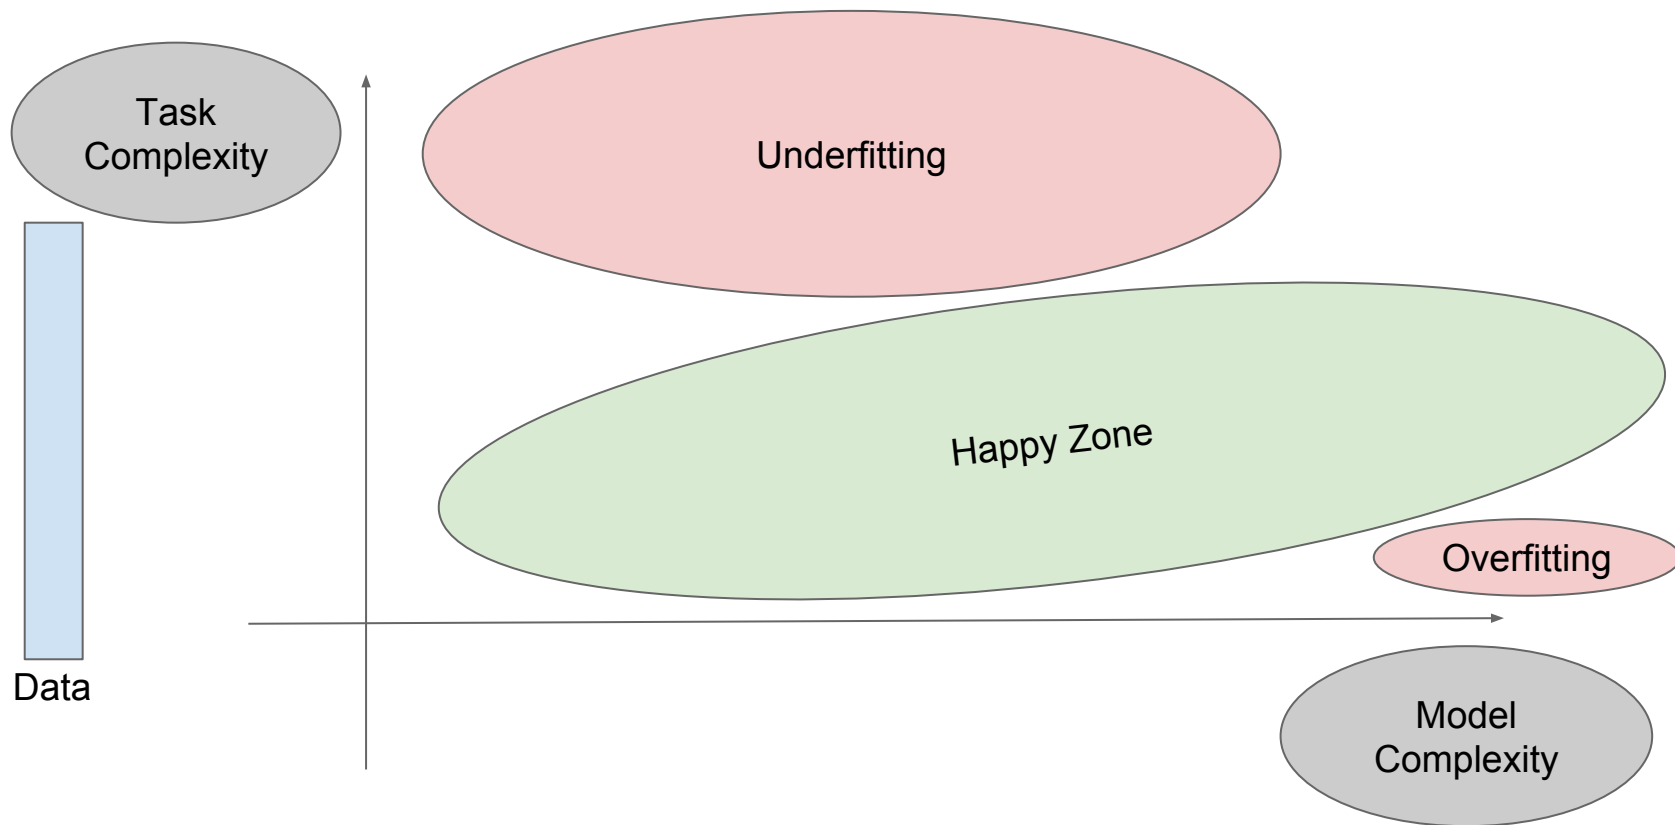 Task
Complexity
Underfitting
Happy Zone
Overfitting
Data
Model
Complexity